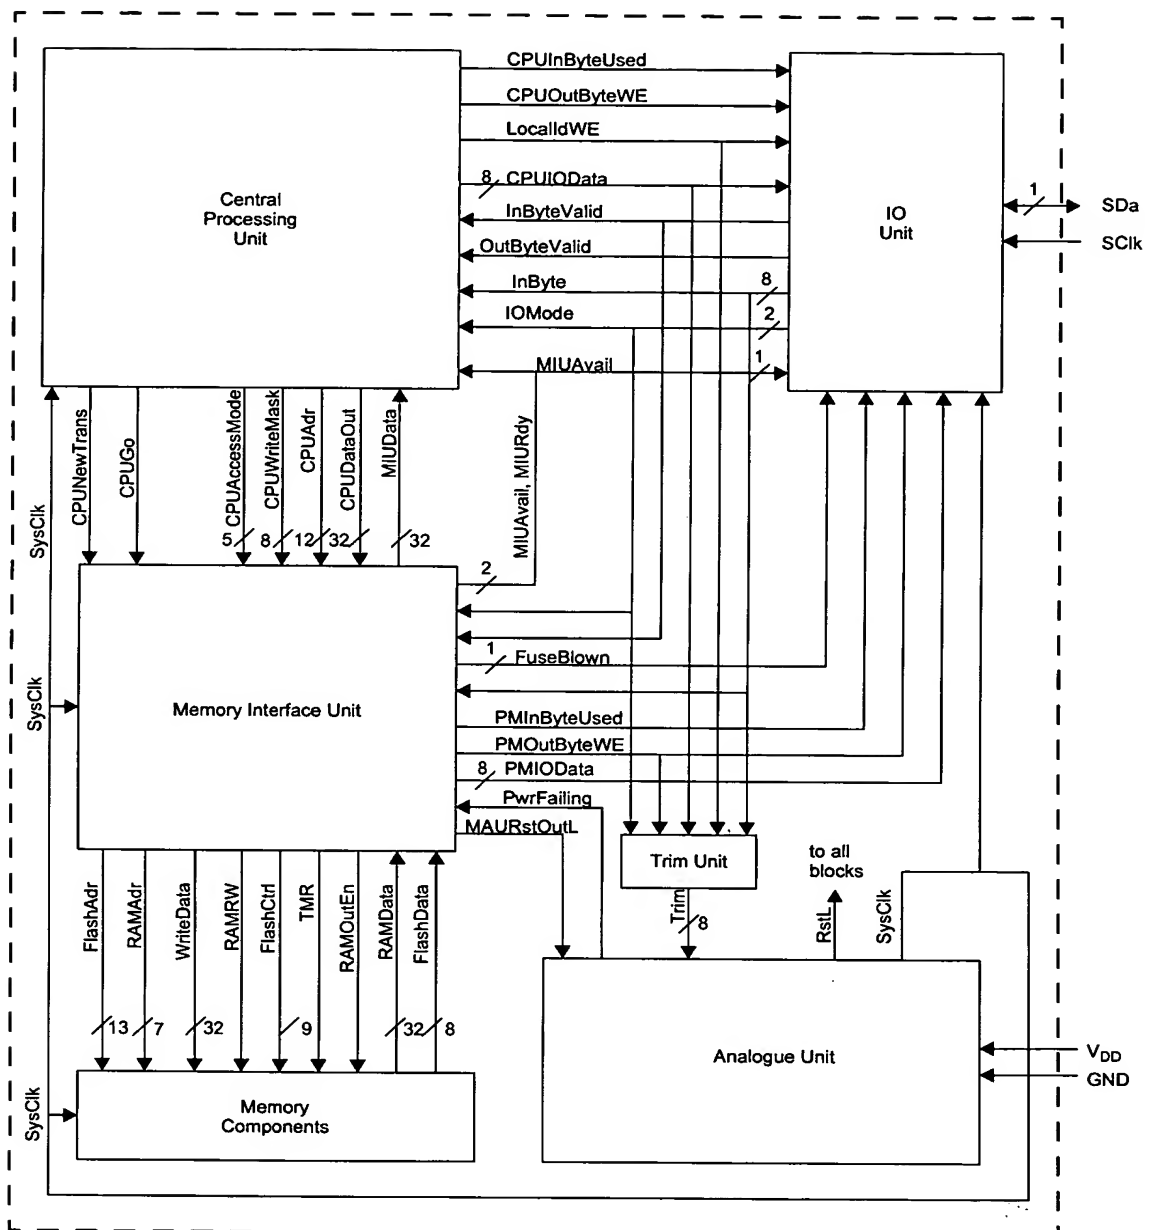 CPUInByteUsed
CPUOutByteWE
LocalIdWE
8 CPUIOData
InByteValid
OutByteValid
InByte
8
IOMode
2
MIUAvail
1
Central
Processing
Unit
IO
Unit
1
SDa
SClk
CPUNewTrans
CPUGo
CPUAccessMode
CPUWriteMask
CPUAdr
CPUDataOut
MIUData
MIUAvail, MIURdy
SysClk
5
8
12
32
32
2
1
FuseBlown
SysClk
Memory Interface Unit
PMInByteUsed
PMOutByteWE
8 PMIOData
PwrFailing
MAURstOutL
Trim Unit
to all
blocks
FlashAdr
RAMAdr
WriteData
RAMRW
FlashCtrl
TMR
RAMOutEn
RAMData
FlashData
Trim
8
RstL
SysClk
13
7
32
9
32
8
Analogue Unit
VDD
GND
SysClk
Memory
Components